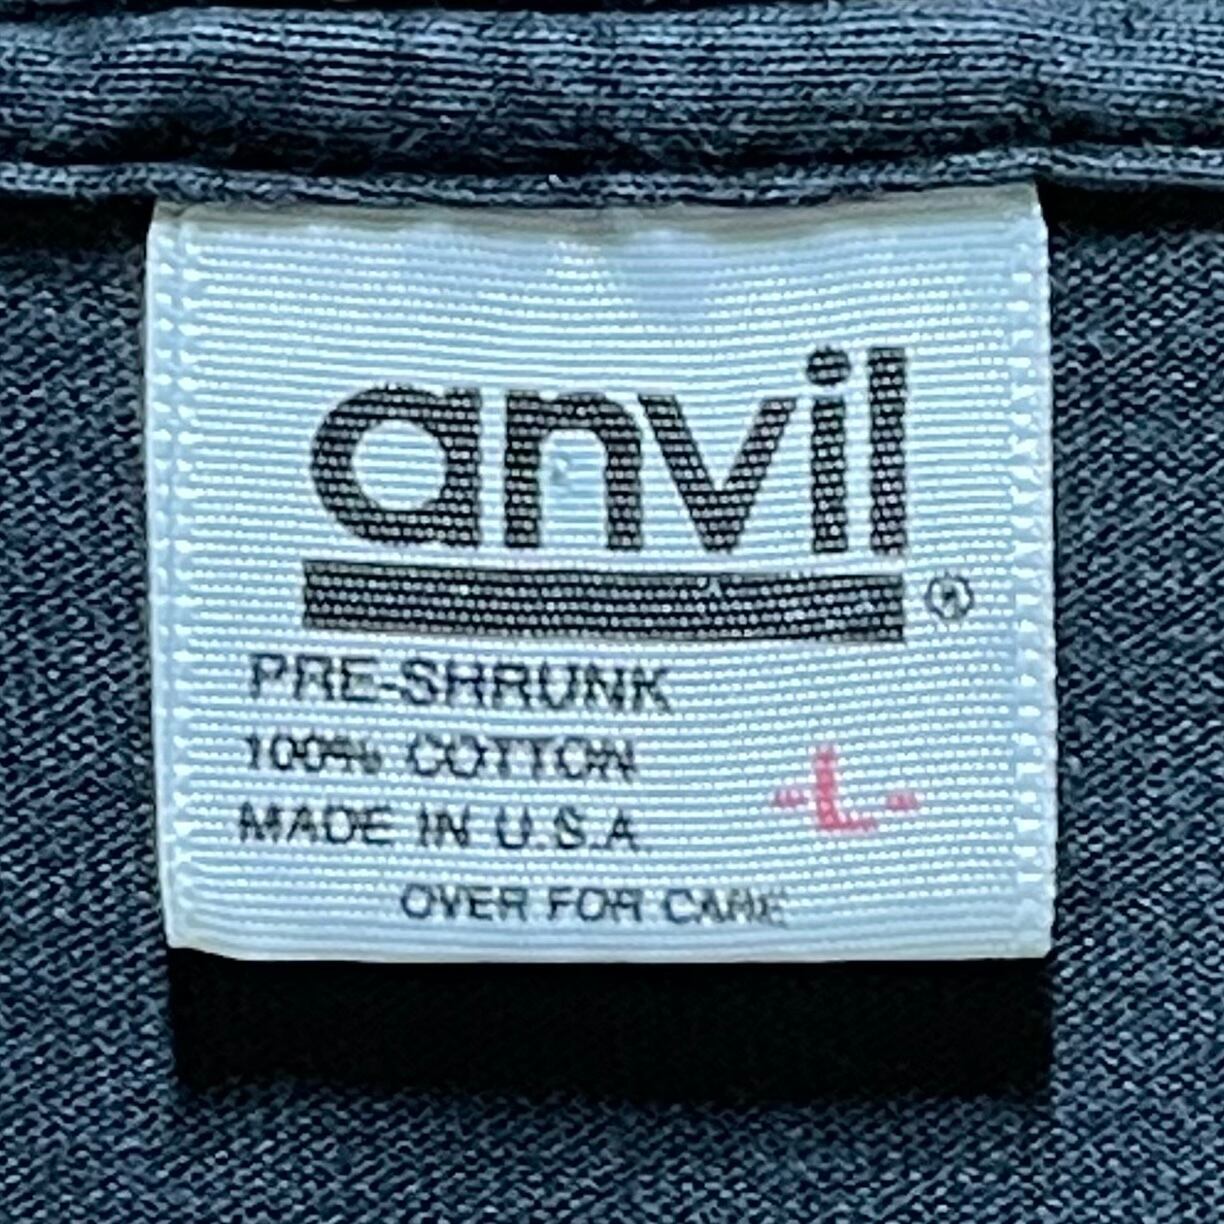 anvil
®
PRE-SHRUNK
100% COTTON
MADE IN U.S.A.
-L-
OVER FOR CARE